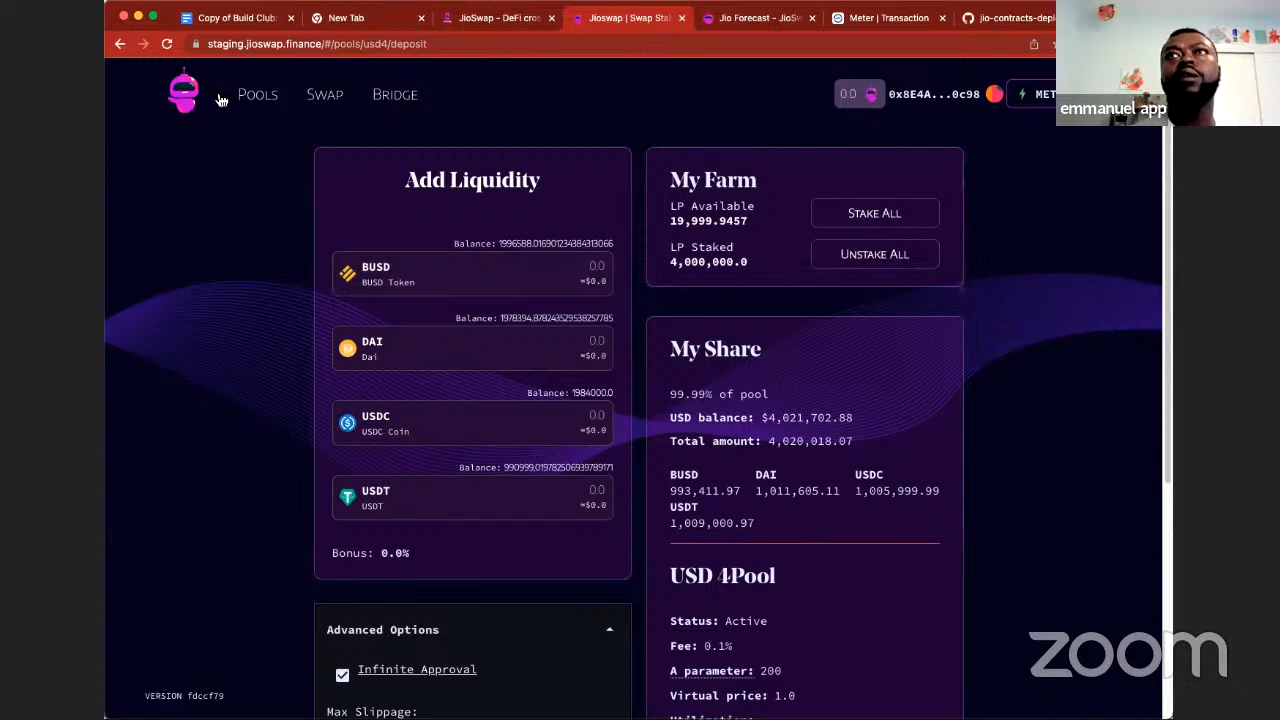 Copy of Build Club:
New Tab
JioSwap - DeFi cros
Jioswap | Swap Sta
Jio Forecast - JioSw
Meter | Transaction
jio-contracts-depl
staging.jioswap.finance/#/pools/usd4/deposit
emmanuel app
POOLS
SWAP
BRIDGE
0.0
0x8E4A...0c98
MET
Add Liquidity
Balance: 1996588.016901234384313066
BUSD
0.0
BUSD Token
≈$0.0
Balance: 1978394.878243529538257785
DAI
0.0
Dai
≈$0.0
Balance: 1984000.0
USDC
0.0
USDC Coin
≈$0.0
Balance: 990999.019782506939789171
USDT
0.0
USDT
≈$0.0
Bonus: 0.0%
Advanced Options
Infinite Approval
Max Slippage:
My Farm
LP Available
19,999.9457
STAKE ALL
LP Staked
4,000,000.0
UNSTAKE ALL
My Share
99.99% of pool
USD balance: $4,021,702.88
Total amount: 4,020,018.07
BUSD DAI USDC
993,411.97 1,011,605.11 1,005,999.99
USDT
1,009,000.97
USD 4Pool
Status: Active
Fee: 0.1%
A parameter: 200
Virtual price: 1.0
VERSION fdccf79
zoom